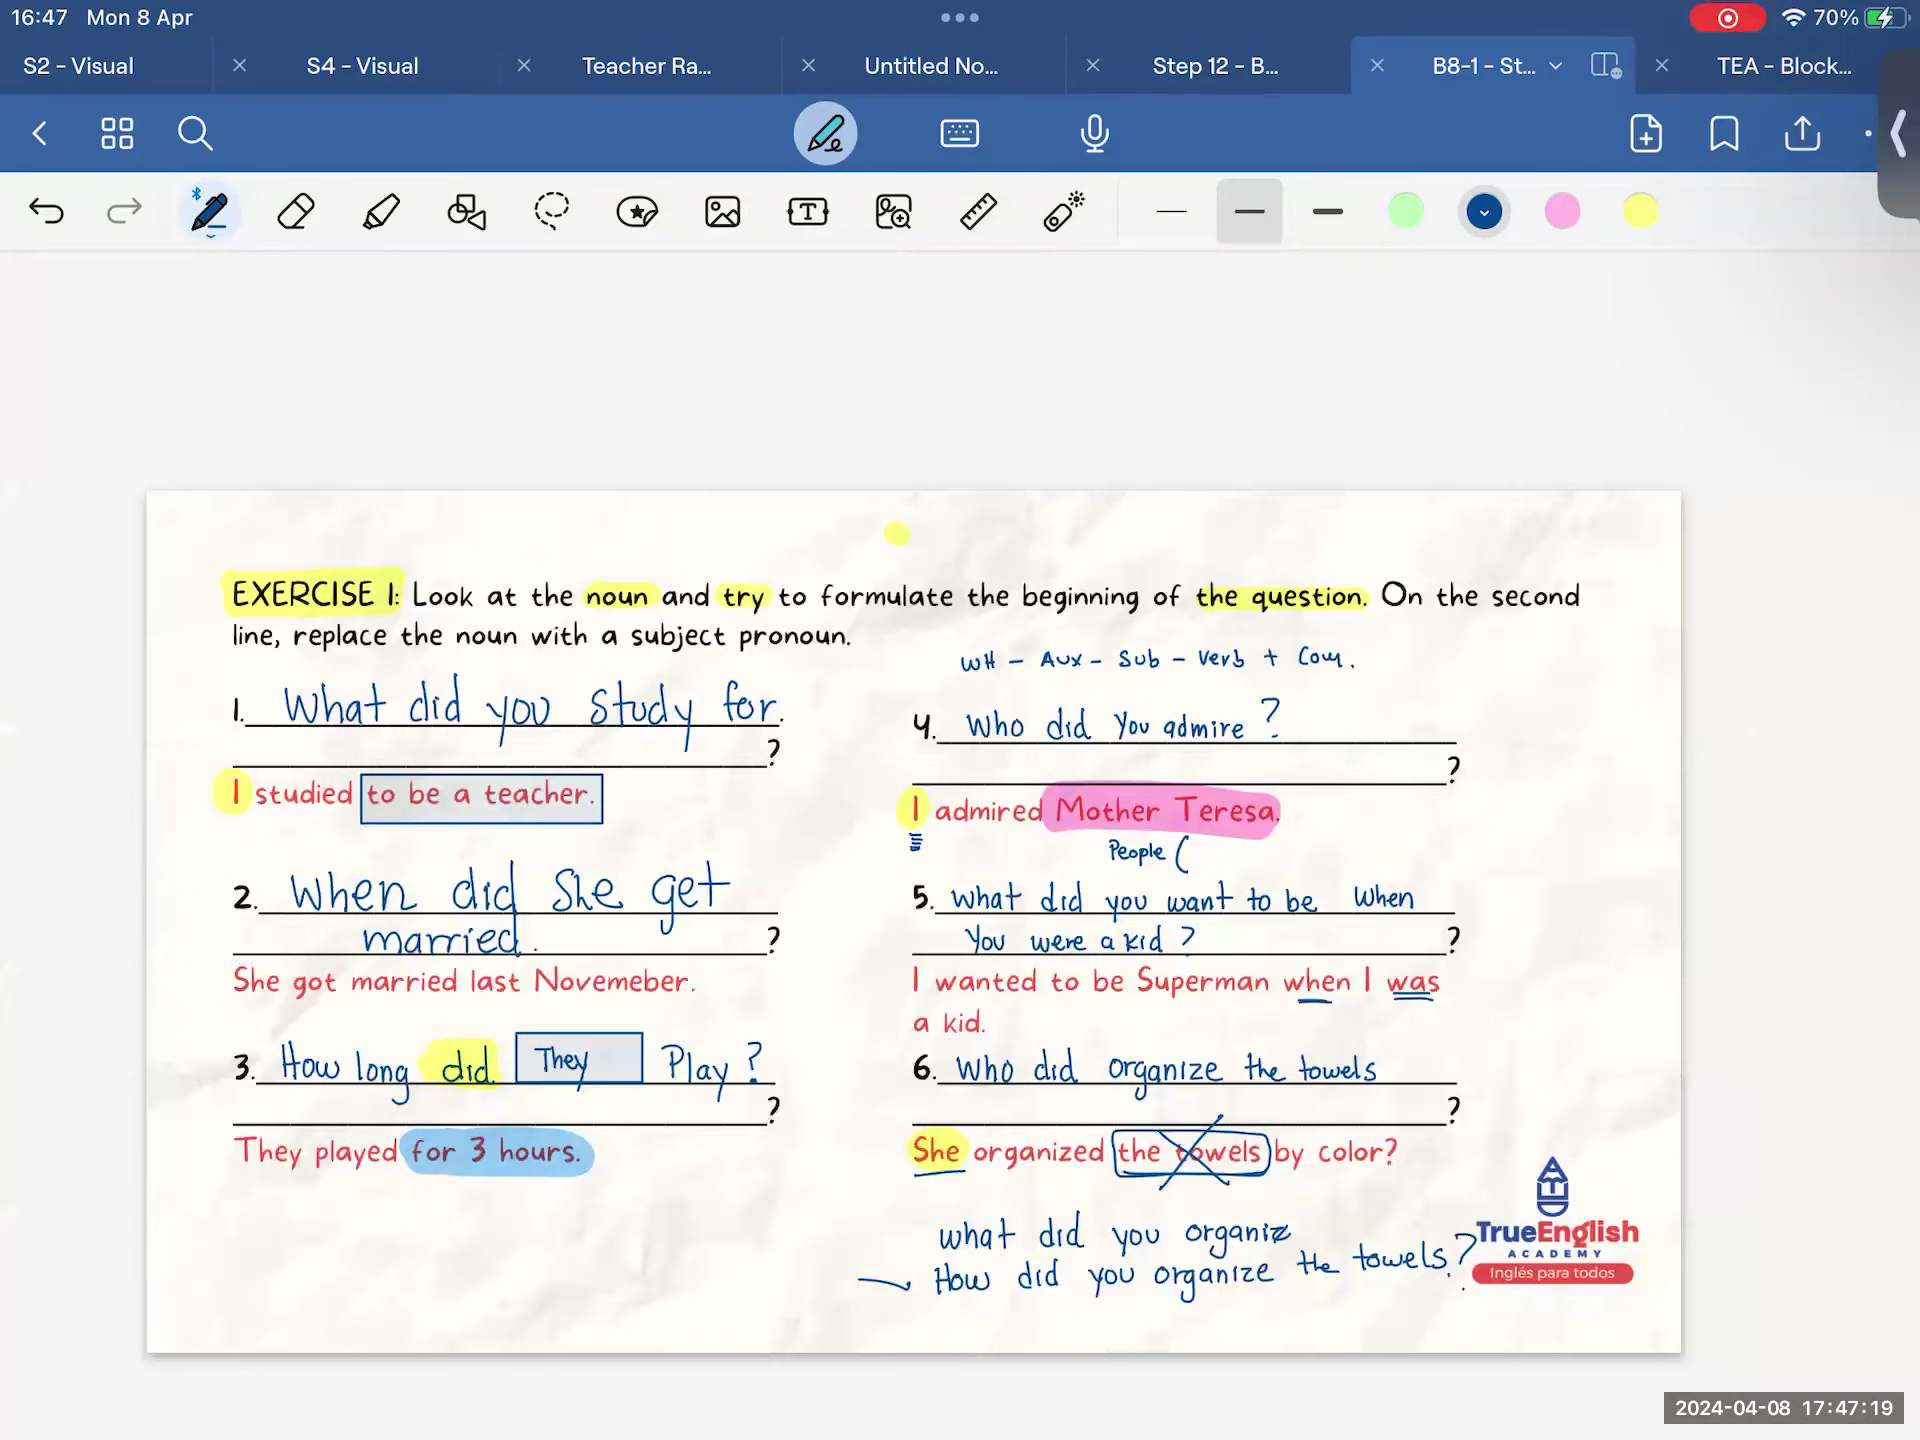 16:47 Mon 8 Apr
70%
S2 - Visual
S4 - Visual
Teacher Ra...
Untitled No...
Step 12 - B...
B8-1 - St...
TEA - Block...
EXERCISE 1: Look at the noun and try to formulate the beginning of the question. On the second
line, replace the noun with a subject pronoun.
WH - Aux - Sub - Verb + Com.
1. What did you study for.
?
I studied to be a teacher.
2. When did She get
married. ?
She got married last Novemeber.
3. How long did They Play ?
?
They played for 3 hours.
4. Who did You admire ?
?
I admired Mother Teresa.
People (
5. What did you want to be When
You were a kid ? ?
I wanted to be Superman when I was
a kid.
6. Who did organize the towels
?
She organized the towels by color?
what did you organiz
How did you organize the towels.?
TrueEnglish
ACADEMY
Inglés para todos
2024-04-08 17:47:19